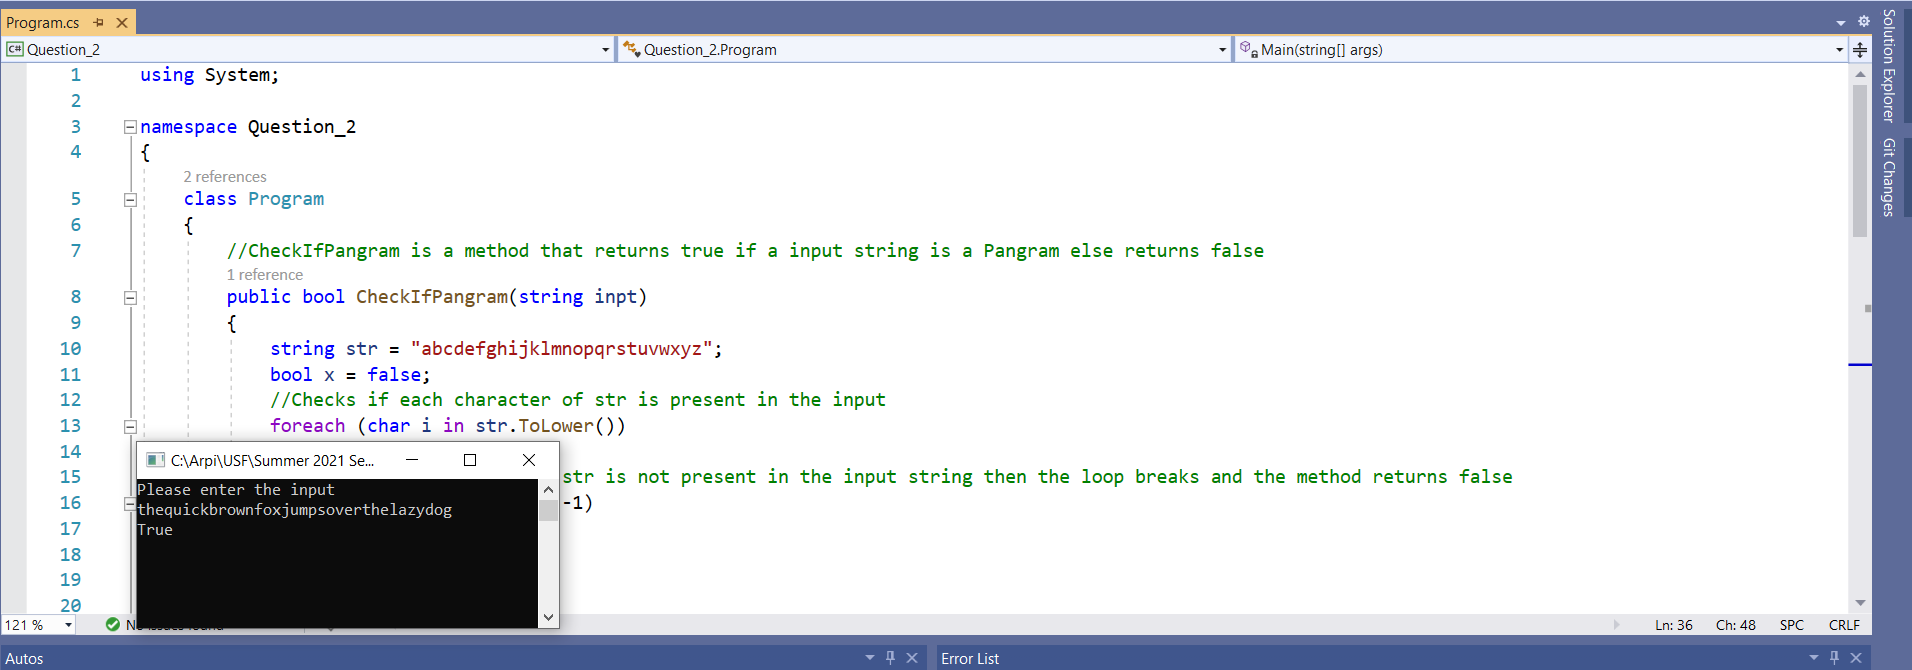 Program.cs
Solution Explorer
Git Changes
C# Question_2
Question_2.Program
Main(string[] args)
1 using System;
2
3 namespace Question_2
4 {
2 references
5 class Program
6 {
7 //CheckIfPangram is a method that returns true if a input string is a Pangram else returns false
1 reference
8 public bool CheckIfPangram(string inpt)
9 {
10 string str = "abcdefghijklmnopqrstuvwxyz";
11 bool x = false;
12 //Checks if each character of str is present in the input
13 foreach (char i in str.ToLower())
14
15 str is not present in the input string then the loop breaks and the method returns false
16 -1)
17
18
19
20
C:\Arpi\USF\Summer 2021 Se...
Please enter the input
thequickbrownfoxjumpsoverthelazydog
True
121 %
Ln: 36 Ch: 48 SPC CRLF
Autos
Error List